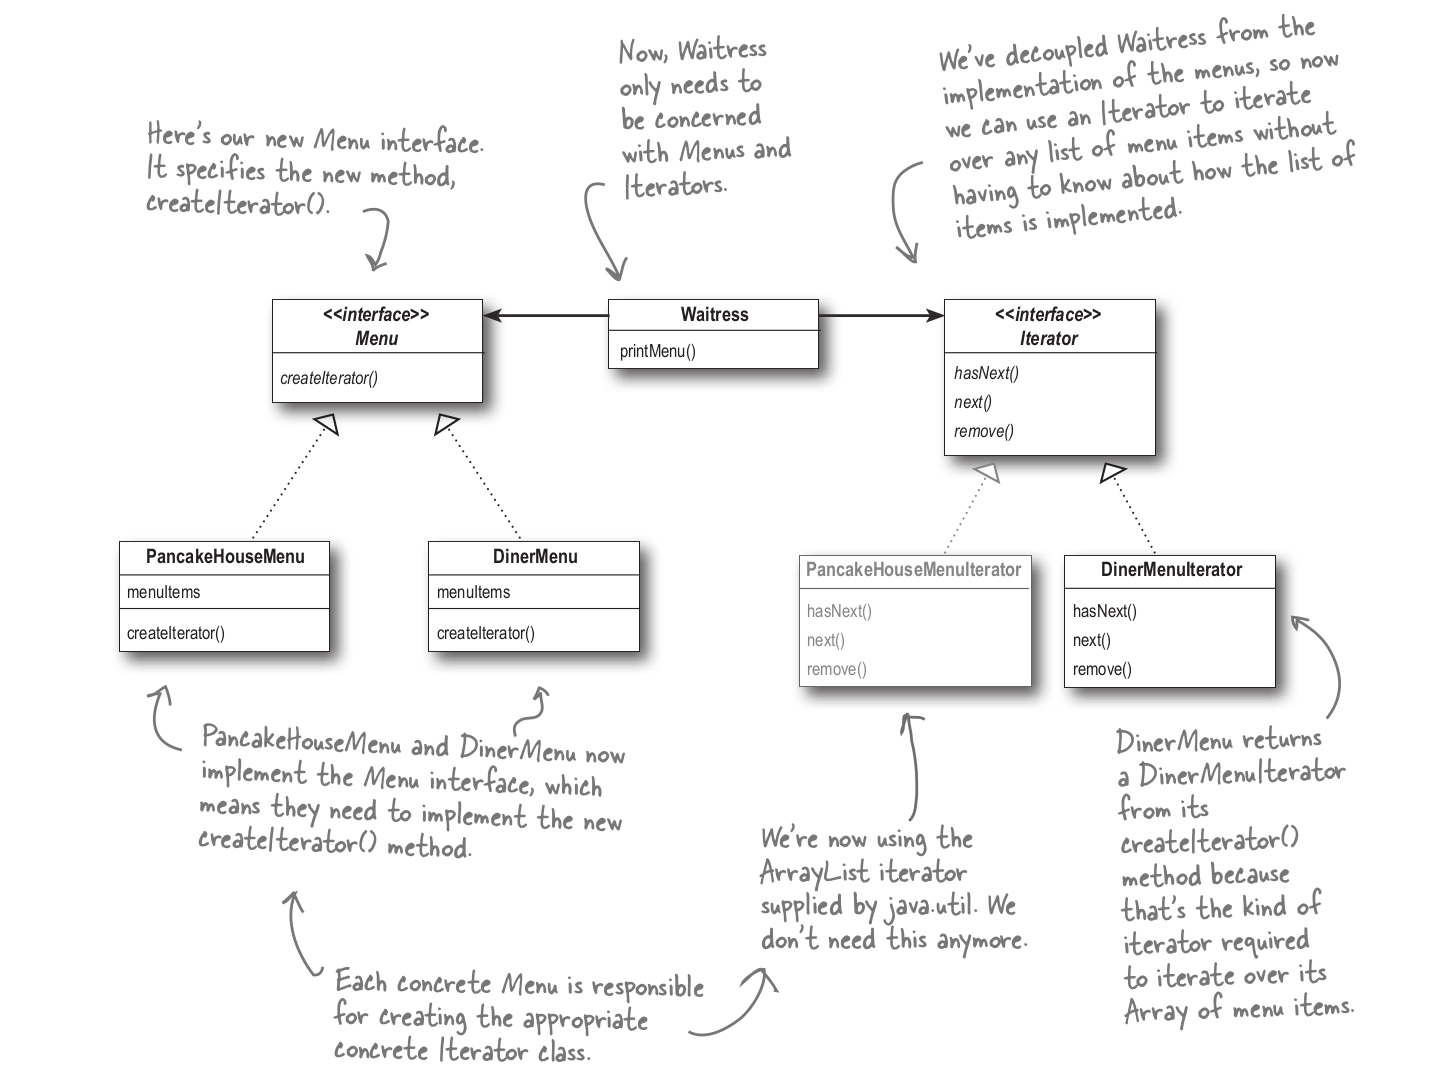 Here's our new Menu interface.
It specifies the new method,
createIterator().
Now, Waitress
only needs to
be concerned
with Menus and
Iterators.
We've decoupled Waitress from the
implementation of the menus, so now
we can use an Iterator to iterate
over any list of menu items without
having to know about how the list of
items is implemented.
<<interface>>
Menu
createIterator()
Waitress
printMenu()
<<interface>>
Iterator
hasNext()
next()
remove()
PancakeHouseMenu
menuItems
createIterator()
DinerMenu
menuItems
createIterator()
PancakeHouseMenuIterator
hasNext()
next()
remove()
DinerMenuIterator
hasNext()
next()
remove()
PancakeHouseMenu and DinerMenu now
implement the Menu interface, which
means they need to implement the new
createIterator() method.
We're now using the
ArrayList iterator
supplied by java.util. We
don't need this anymore.
DinerMenu returns
a DinerMenuIterator
from its
createIterator()
method because
that's the kind of
iterator required
to iterate over its
Array of menu items.
Each concrete Menu is responsible
for creating the appropriate
concrete Iterator class.